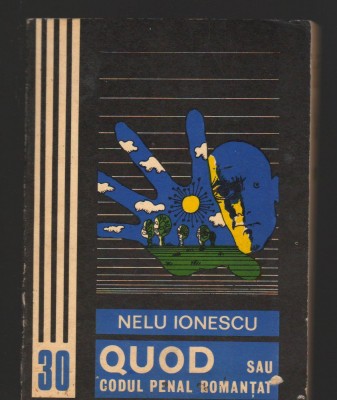 NELU IONESCU
30
QUOD SAU
CODUL PENAL ROMANȚAT